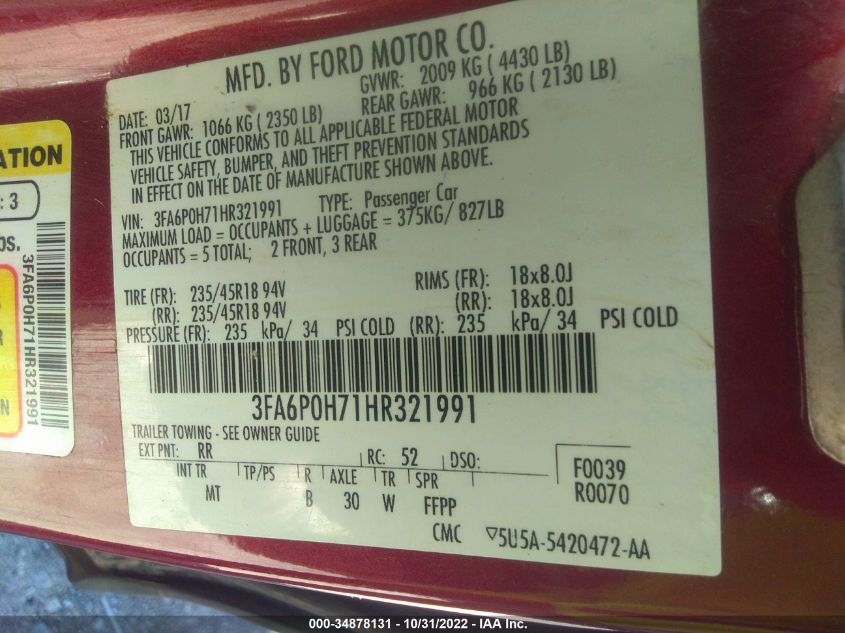 MFD. BY FORD MOTOR CO.
DATE: 03/17 GVWR: 2009 KG ( 4430 LB)
FRONT GAWR: 1066 KG ( 2350 LB) REAR GAWR: 966 KG ( 2130 LB)
THIS VEHICLE CONFORMS TO ALL APPLICABLE FEDERAL MOTOR
VEHICLE SAFETY, BUMPER, AND THEFT PREVENTION STANDARDS
IN EFFECT ON THE DATE OF MANUFACTURE SHOWN ABOVE.
VIN: 3FA6P0H71HR321991 TYPE: Passenger Car
MAXIMUM LOAD = OCCUPANTS + LUGGAGE = 375KG/ 827LB
OCCUPANTS = 5 TOTAL; 2 FRONT, 3 REAR
TIRE (FR): 235/45R18 94V RIMS (FR): 18x8.0J
(RR): 235/45R18 94V (RR): 18x8.0J
PRESSURE (FR): 235 kPa/ 34 PSI COLD (RR): 235 kPa/ 34 PSI COLD
3FA6P0H71HR321991
TRAILER TOWING - SEE OWNER GUIDE
EXT PNT: RR RC: 52 DSO:
INT TR TP/PS R AXLE TR SPR
MT B 30 W FFPP
F0039
R0070
CMC ▽5U5A-5420472-AA
ATION
: 3
bs.
3FA6P0H71HR321991
R
N
000-34878131 - 10/31/2022 - IAA Inc.